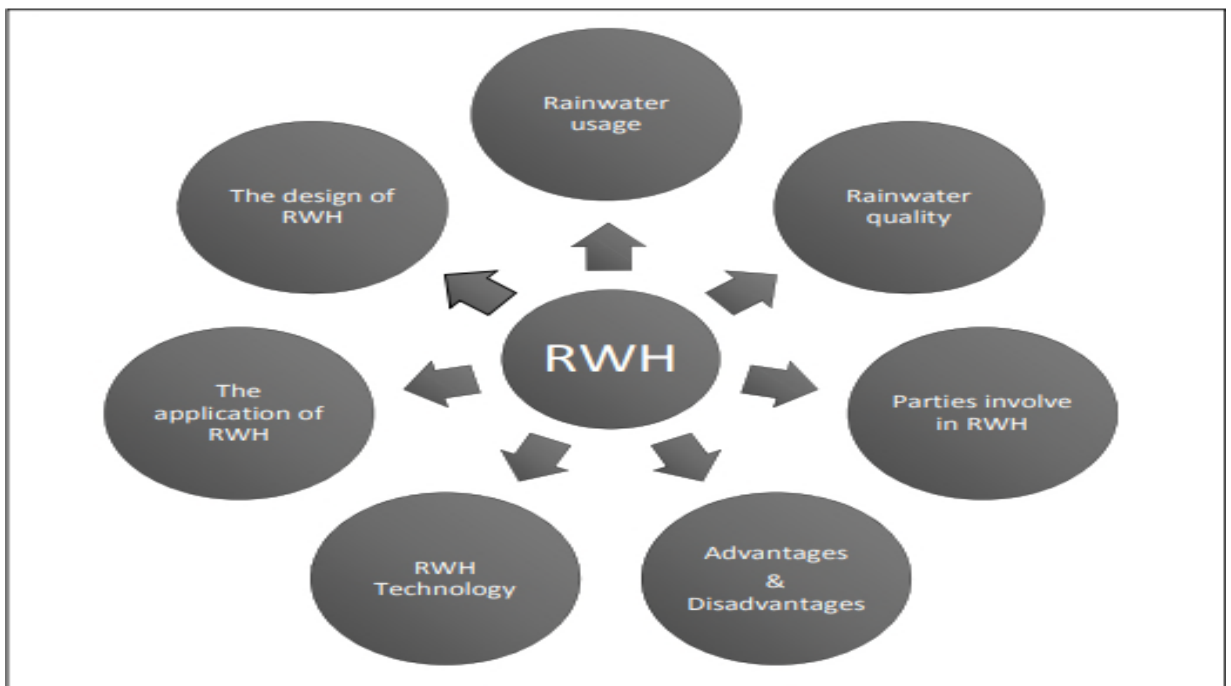 Rainwater
usage
Rainwater
quality
Parties involve
in RWH
Advantages
&
Disadvantages
RWH
Technology
The
application of
RWH
The design of
RWH
RWH